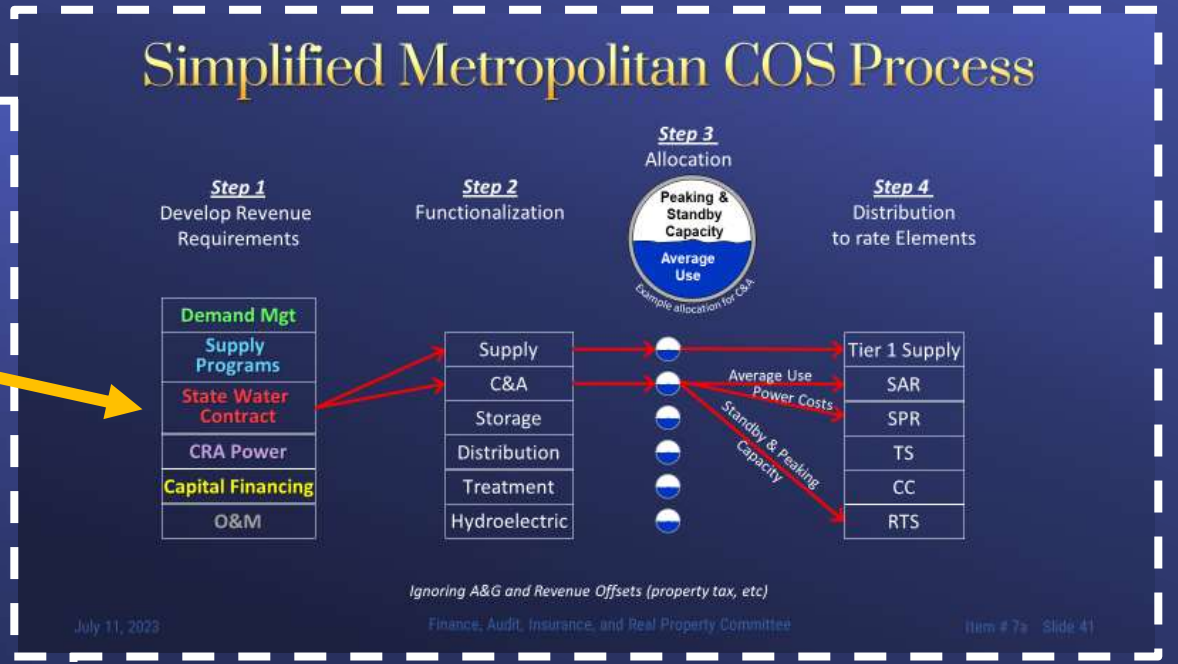 Simplified Metropolitan COS Process
Step 1
Develop Revenue
Requirements
Step 2
Functionalization
Step 3
Allocation
Peaking &
Standby
Capacity
Average
Use
Example allocation for C&A
Step 4
Distribution
to rate Elements
Demand Mgt
Supply
Programs
State Water
Contract
CRA Power
Capital Financing
O&M
Supply
C&A
Storage
Distribution
Treatment
Hydroelectric
Average Use
Power Costs
Standby & Peaking
Capacity
Tier 1 Supply
SAR
SPR
TS
CC
RTS
Ignoring A&G and Revenue Offsets (property tax, etc)
July 11, 2023
Finance, Audit, Insurance, and Real Property Committee
Item # 7a Slide 41